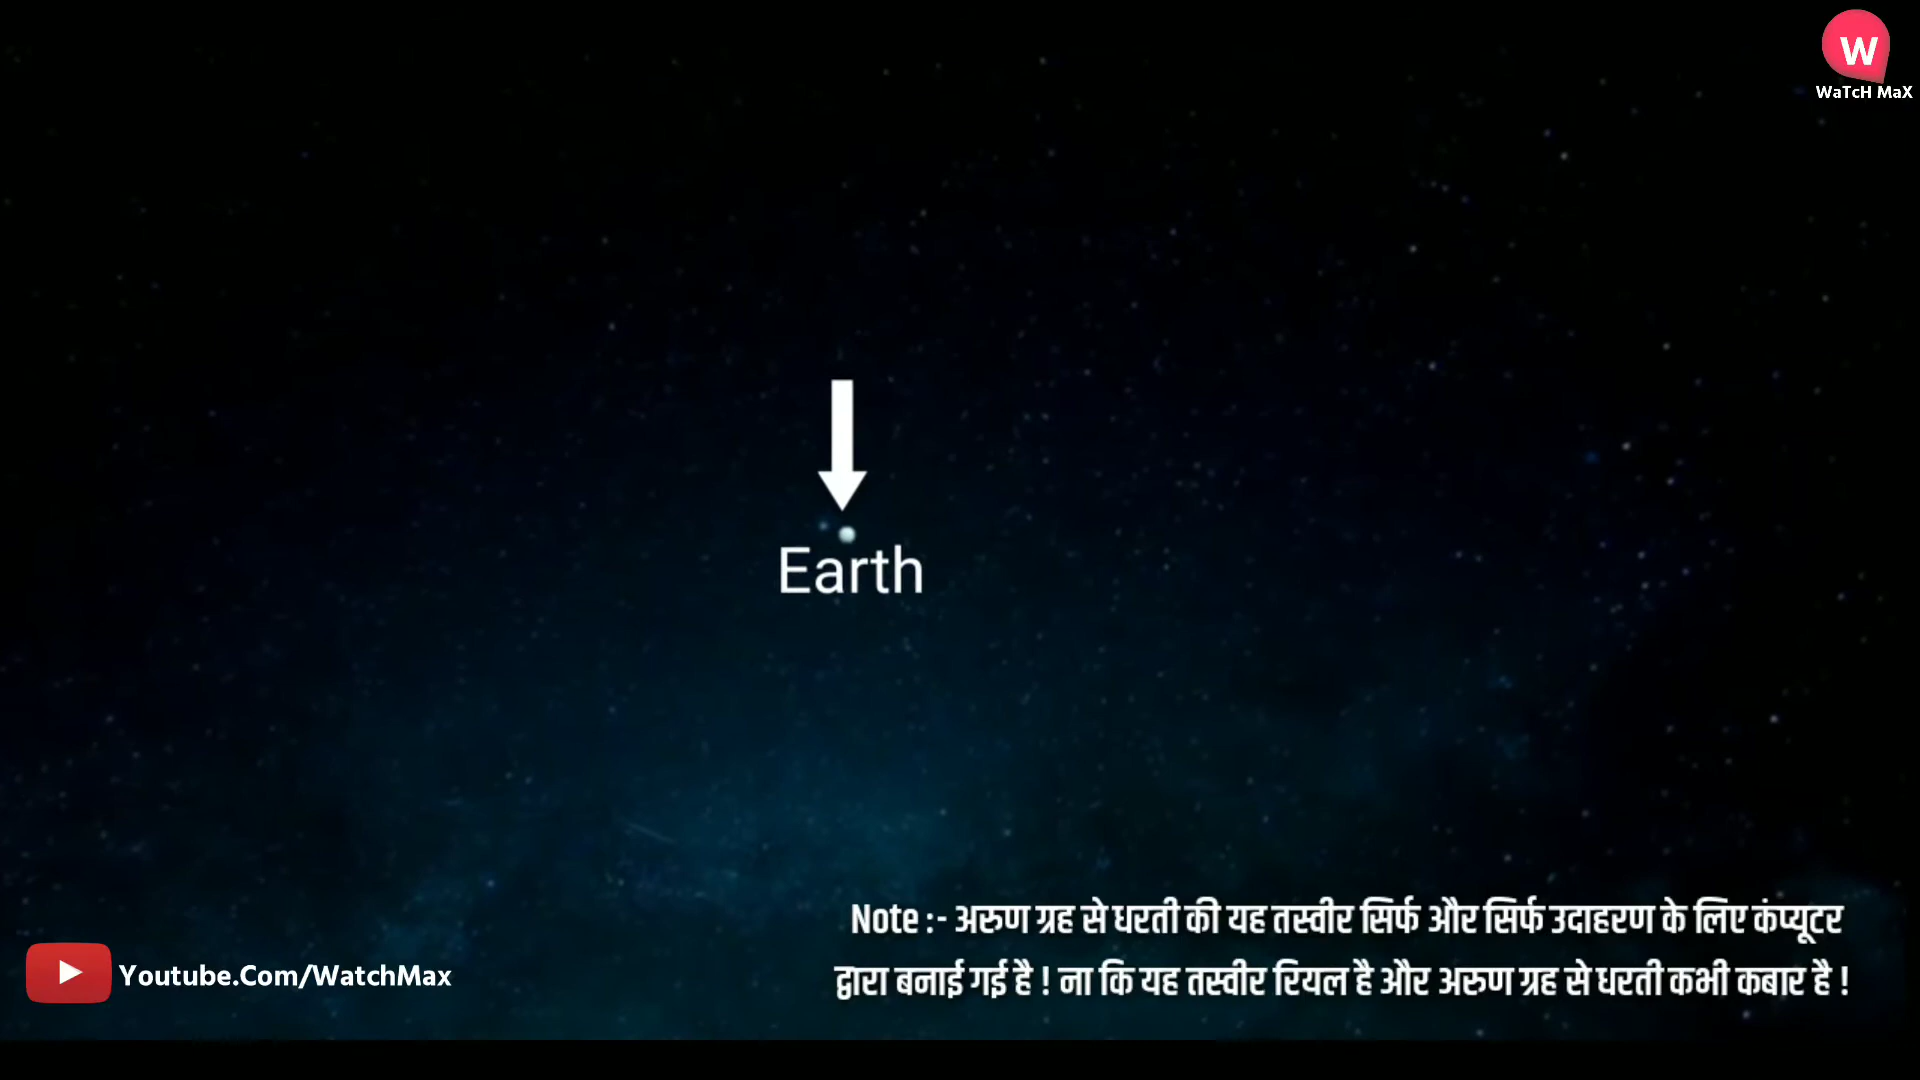 W
WaTcH MaX
Earth
Note :- अरुण ग्रह से धरती की यह तस्वीर सिर्फ और सिर्फ उदाहरण के लिए कंप्यूटर
द्वारा बनाई गई है ! ना कि यह तस्वीर रियल है और अरुण ग्रह से धरती कभी कबार है !
Youtube.Com/WatchMax